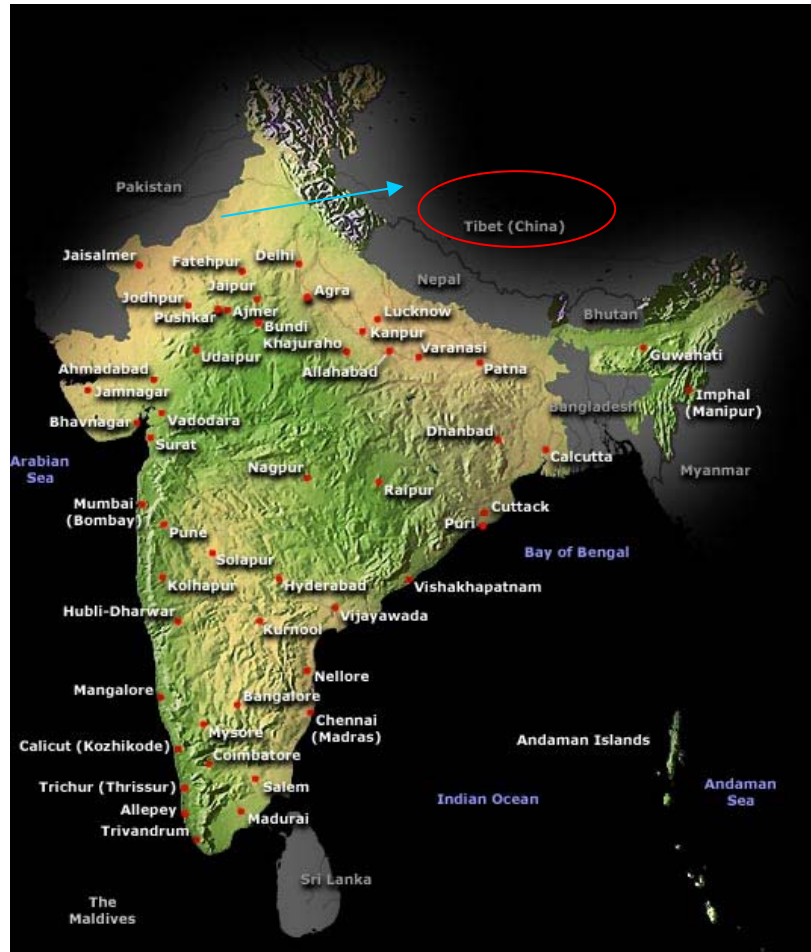 Pakistan
Tibet (China)
Jaisalmer
Fatehpur
Delhi
Nepal
Jaipur
Agra
Jodhpur
Pushkar
Ajmer
Lucknow
Bhutan
Bundi
Kanpur
Khajuraho
Udaipur
Varanasi
Guwahati
Allahabad
Patna
Ahmadabad
Jamnagar
Imphal
(Manipur)
Bangladesh
Bhavnagar
Vadodara
Dhanbad
Surat
Calcutta
Arabian
Sea
Nagpur
Raipur
Myanmar
Mumbai
(Bombay)
Cuttack
Pune
Puri
Bay of Bengal
Solapur
Kolhapur
Hyderabad
Vishakhapatnam
Hubli-Dharwar
Vijayawada
Kurnool
Nellore
Mangalore
Bangalore
Chennai
(Madras)
Mysore
Andaman Islands
Calicut (Kozhikode)
Coimbatore
Trichur (Thrissur)
Salem
Indian Ocean
Andaman
Sea
Allepey
Madurai
Trivandrum
Sri Lanka
The
Maldives